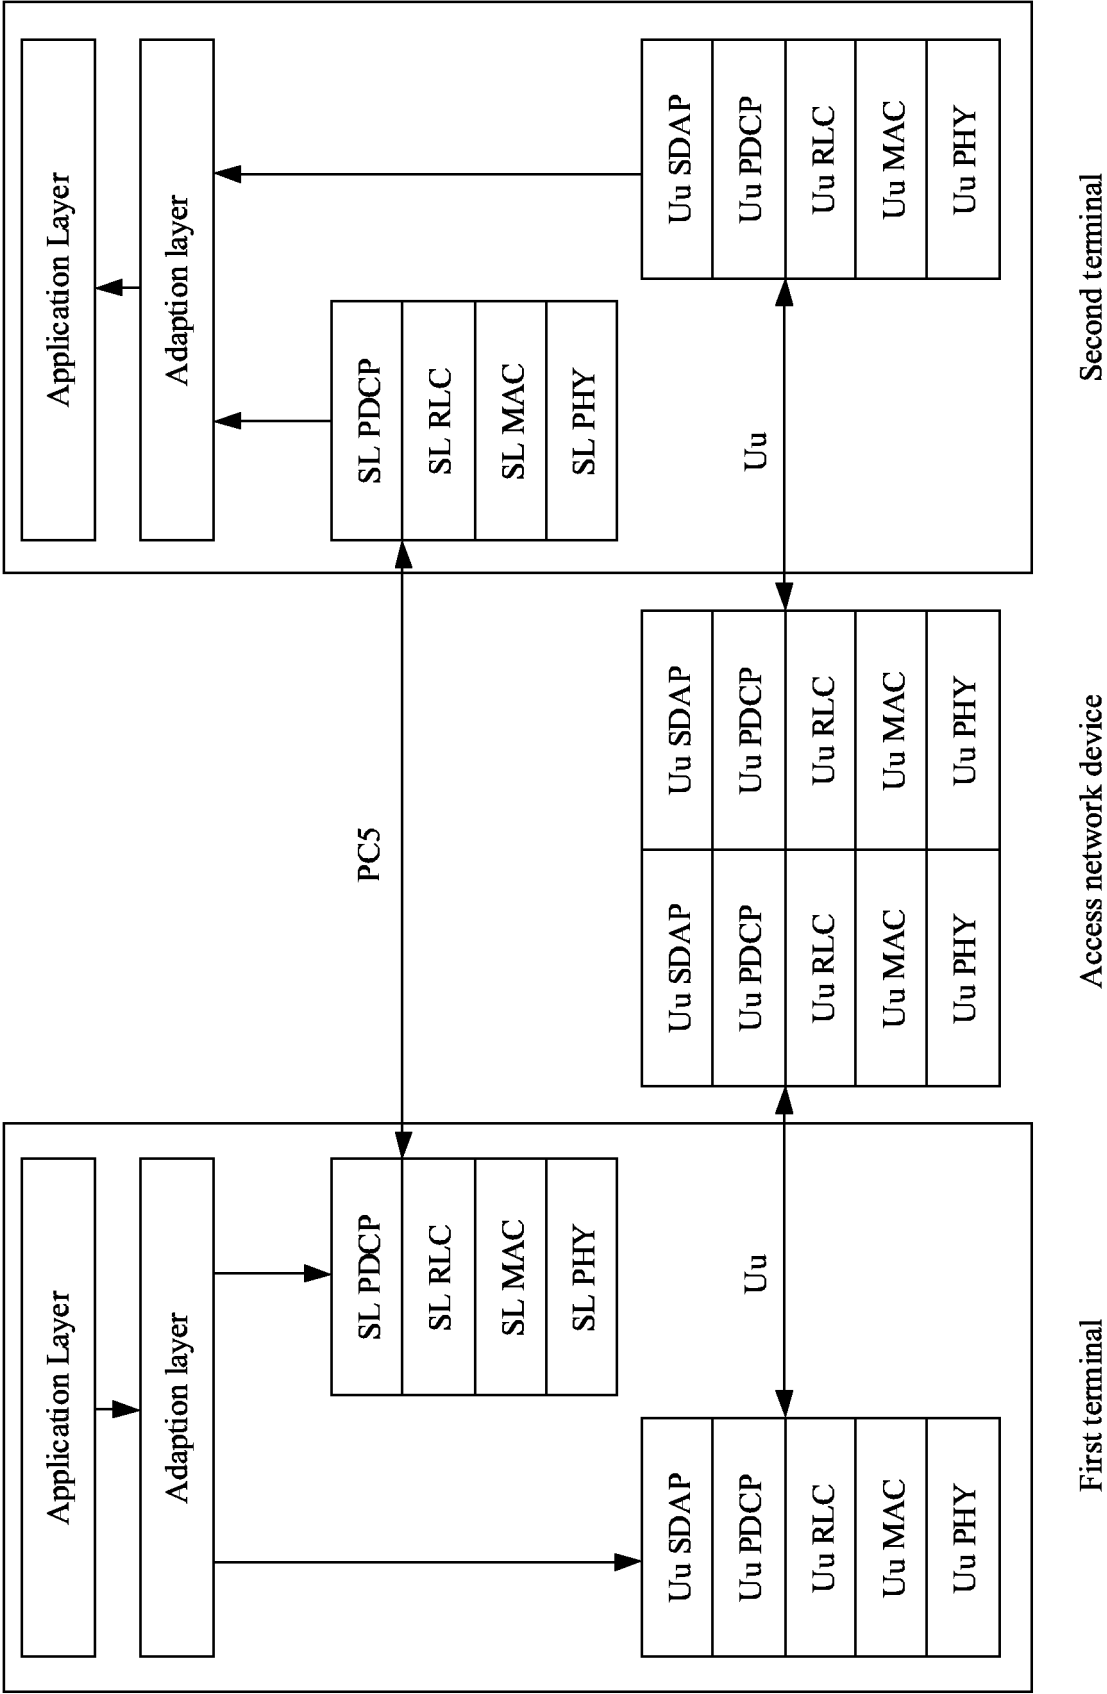 Application Layer
Adaption layer
SL PDCP
SL RLC
SL MAC
SL PHY
Uu SDAP
Uu PDCP
Uu RLC
Uu MAC
Uu PHY
First terminal
PC5
Uu
Uu SDAP
Uu PDCP
Uu RLC
Uu MAC
Uu PHY
Uu SDAP
Uu PDCP
Uu RLC
Uu MAC
Uu PHY
Access network device
Uu
Application Layer
Adaption layer
SL PDCP
SL RLC
SL MAC
SL PHY
Uu SDAP
Uu PDCP
Uu RLC
Uu MAC
Uu PHY
Second terminal